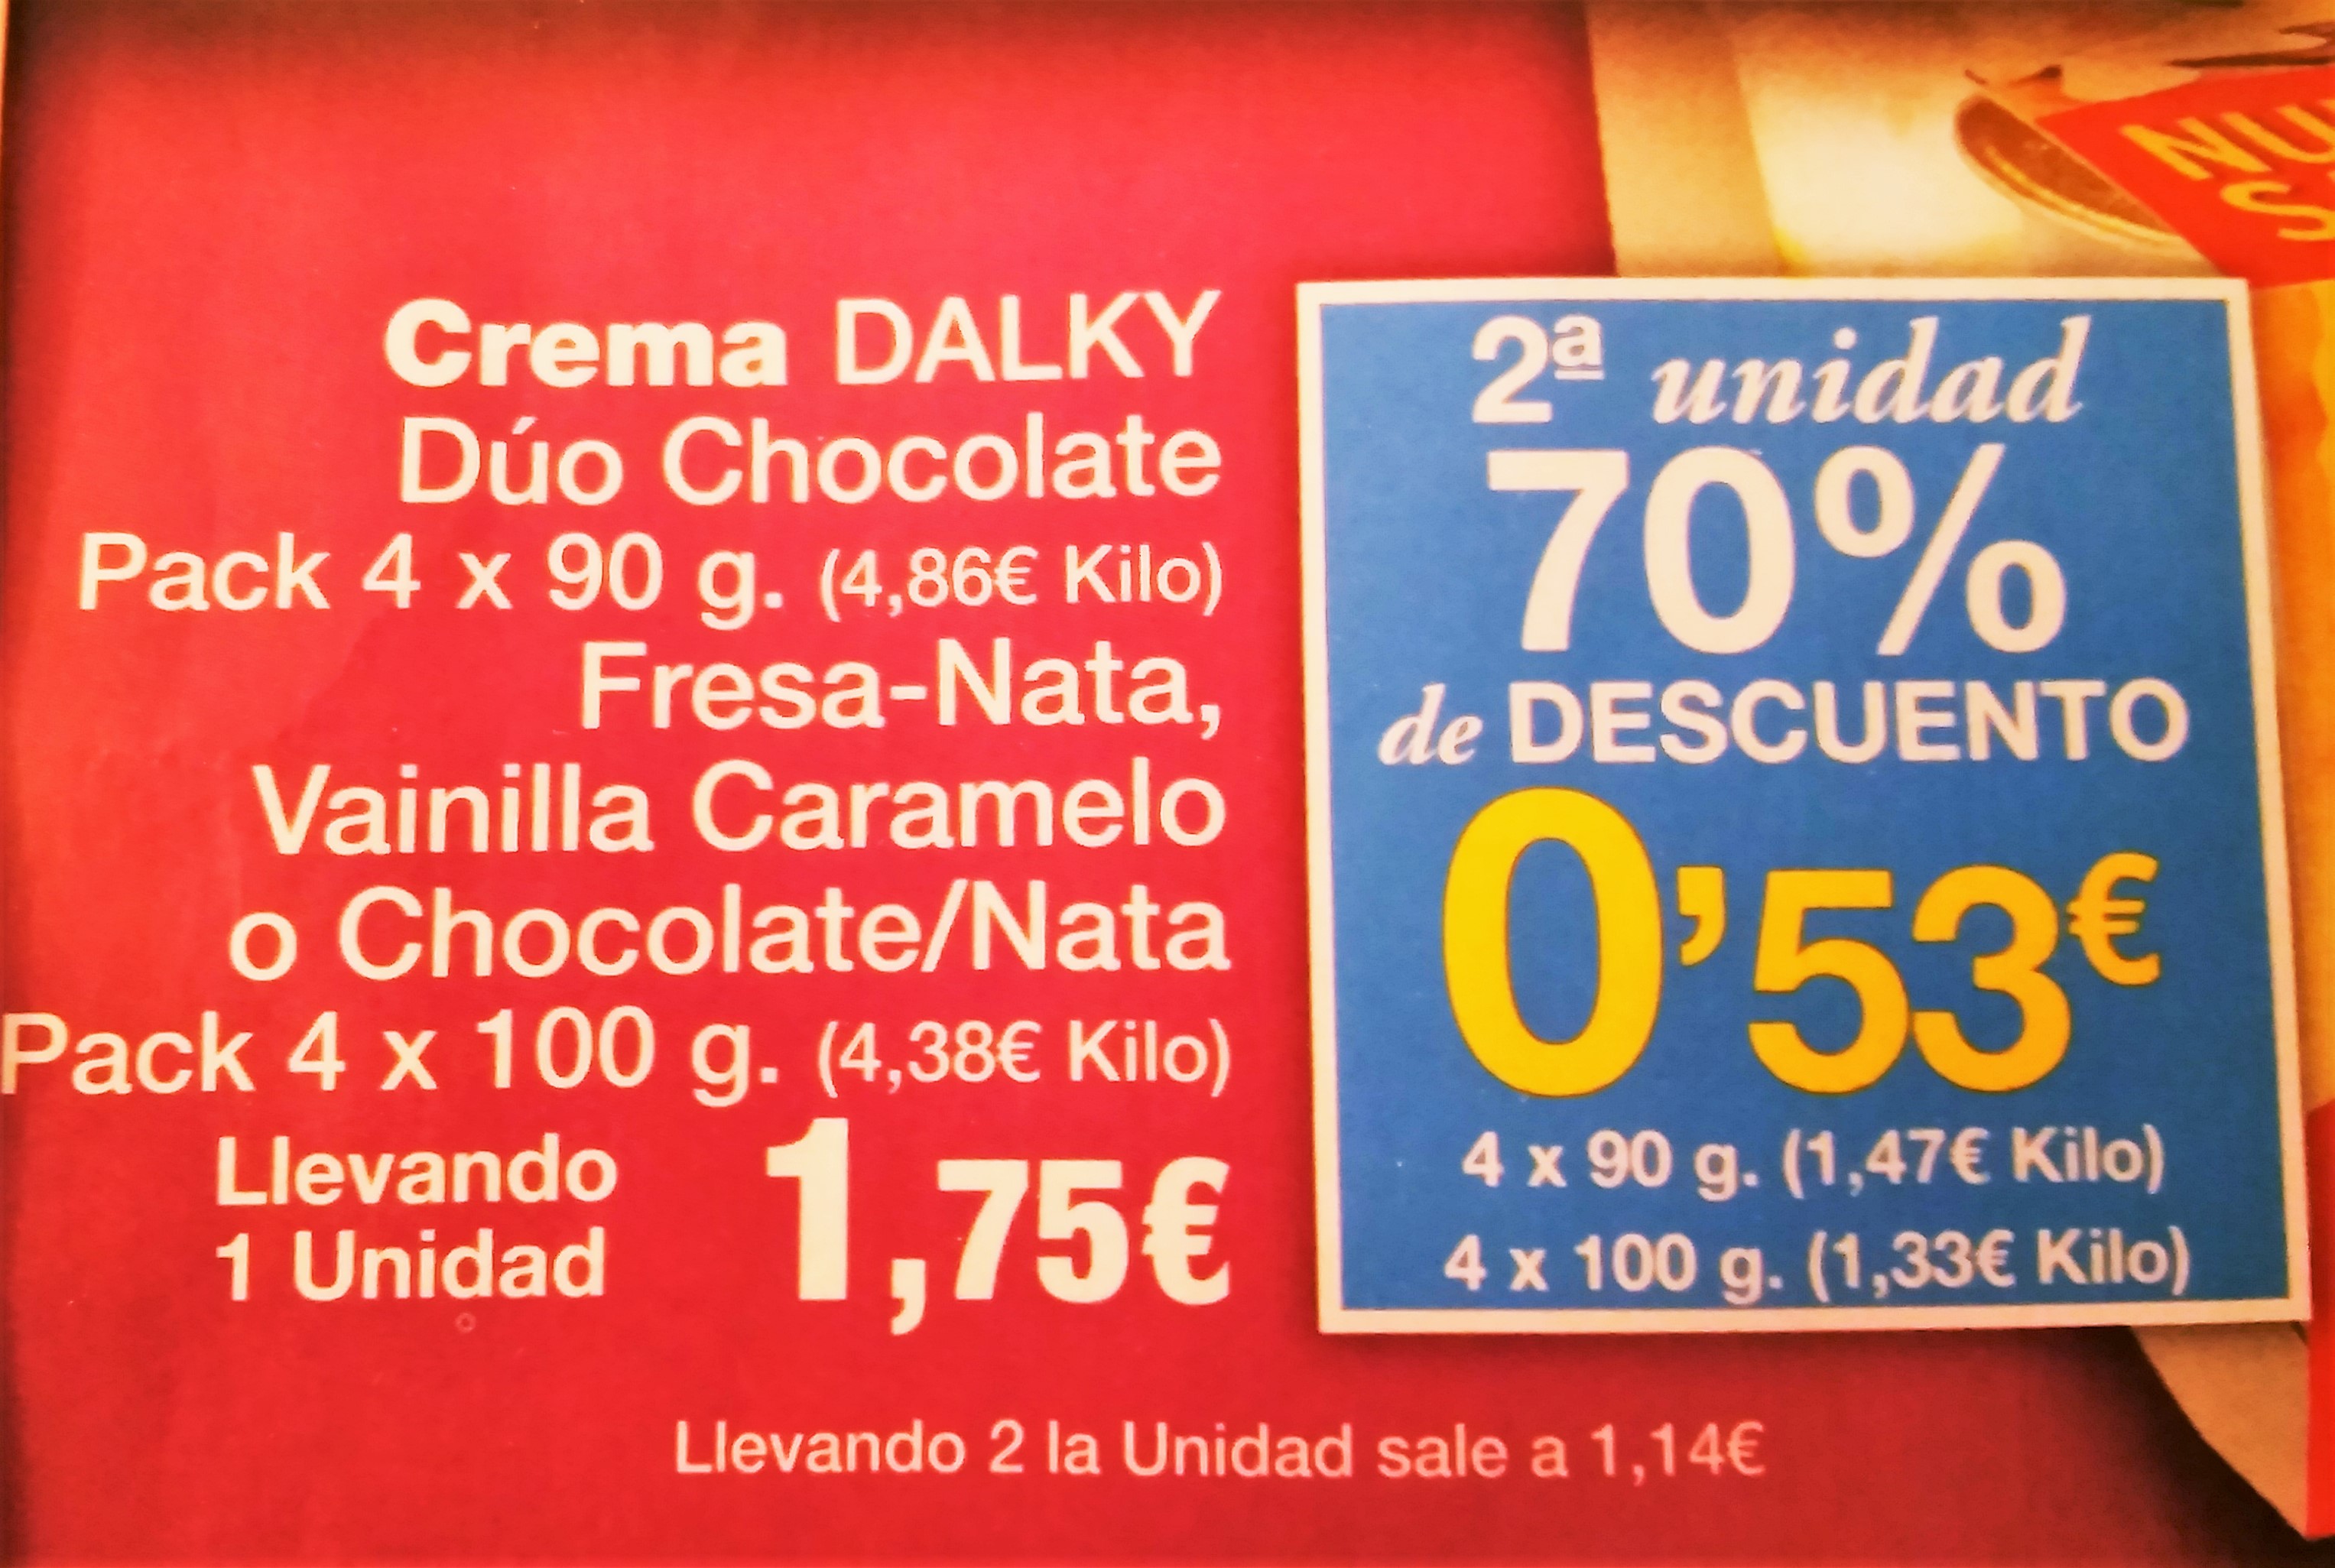 Crema DALKY
Dúo Chocolate
Pack 4 x 90 g. (4,86€ Kilo)
Fresa-Nata,
Vainilla Caramelo
o Chocolate/Nata
Pack 4 x 100 g. (4,38€ Kilo)
Llevando
1 Unidad
1,75€
2ª unidad
70%
de DESCUENTO
0'53€
4 x 90 g. (1,47€ Kilo)
4 x 100 g. (1,33€ Kilo)
Llevando 2 la Unidad sale a 1,14€